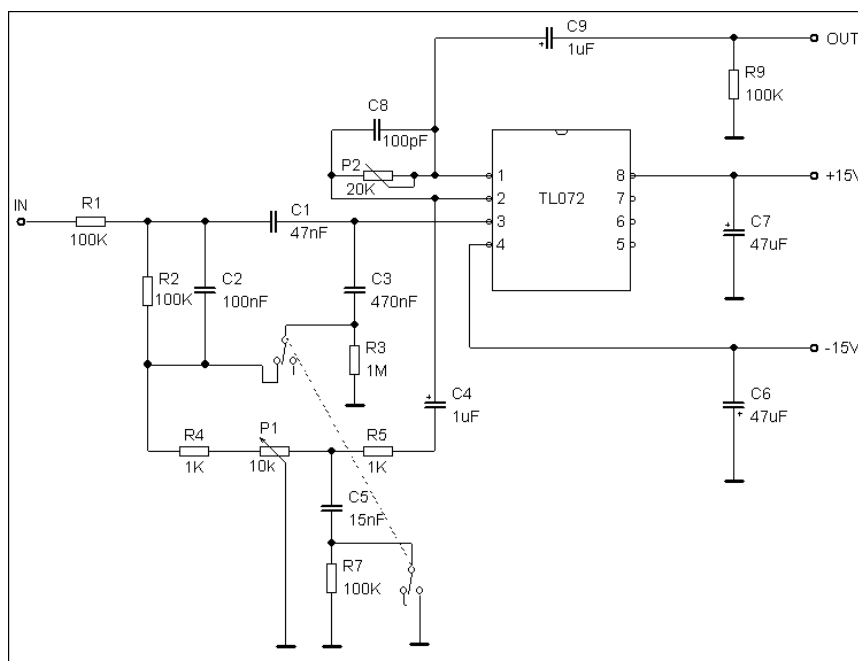 C9
1uF
OUT
R9
100K
C8
100pF
P2
20K
1
2
3
4
TL072
8
7
6
5
+15V
IN
R1
100K
C1
47nF
C7
47uF
R2
100K
C2
100nF
C3
470nF
R3
1M
-15V
C4
1uF
C6
47uF
R4
1K
P1
10k
R5
1K
C5
15nF
R7
100K